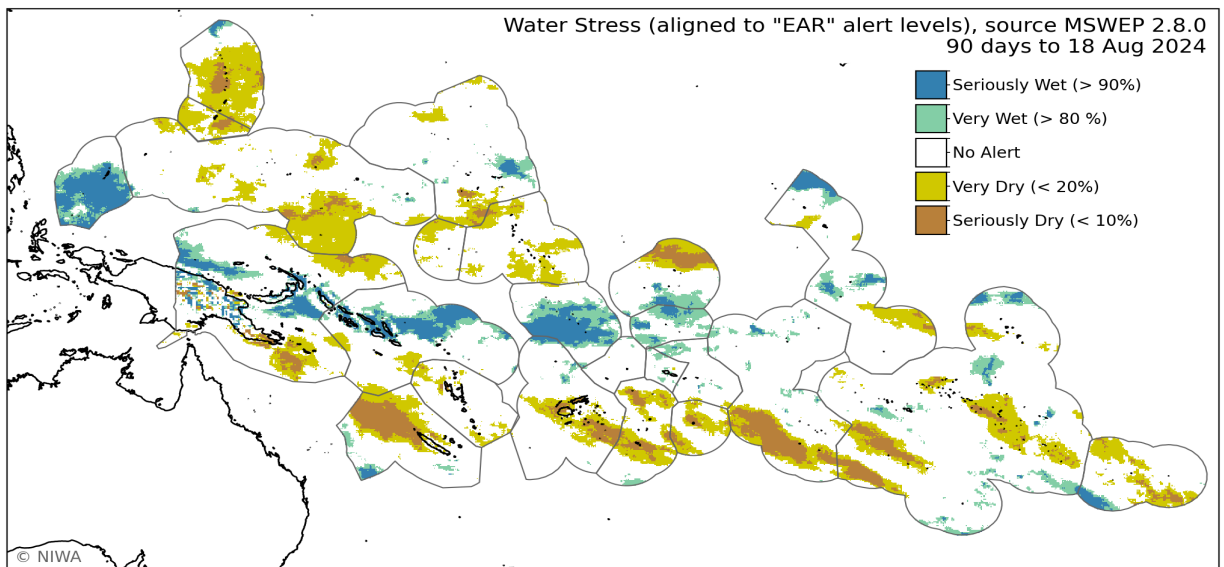 Water Stress (aligned to "EAR" alert levels), source MSWEP 2.8.0
90 days to 18 Aug 2024
Seriously Wet (> 90%)
Very Wet (> 80 %)
No Alert
Very Dry (< 20%)
Seriously Dry (< 10%)
© NIWA